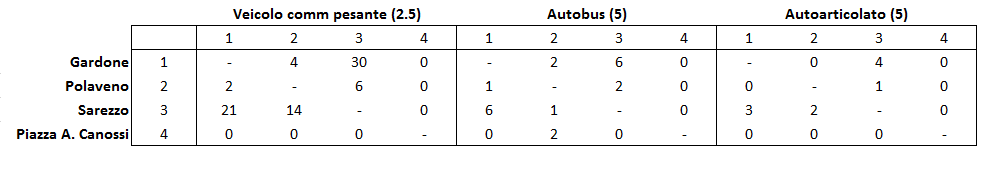 Veicolo comm pesante (2.5) Autobus (5) Autoarticolato (5)
1 2 3 4 1 2 3 4 1 2 3 4
Gardone 1 - 4 30 0 - 2 6 0 - 0 4 0
Polaveno 2 2 - 6 0 1 - 2 0 0 - 1 0
Sarezzo 3 21 14 - 0 6 1 - 0 3 2 - 0
Piazza A. Canossi 4 0 0 0 - 0 2 0 - 0 0 0 -